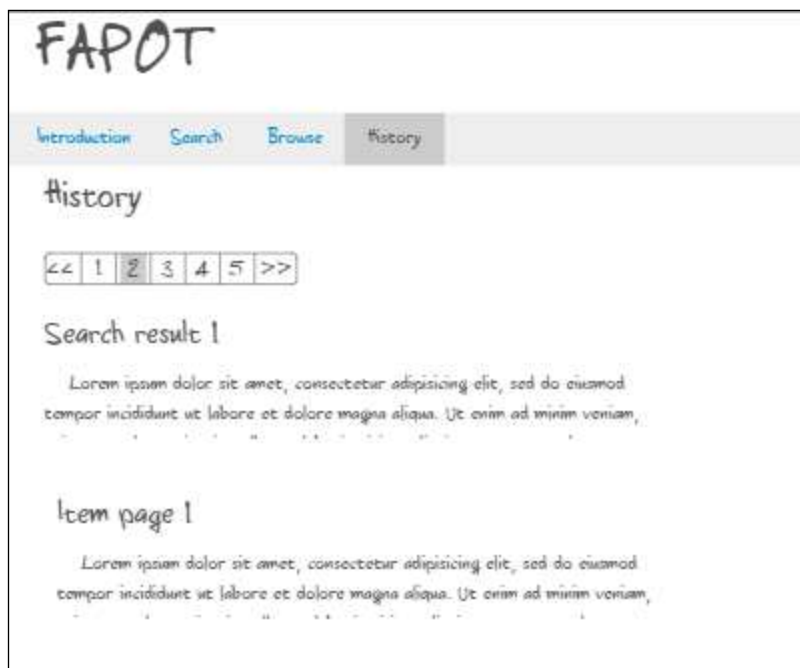 FAPOT
Introduction Search Browse History
History
<< 1 2 3 4 5 >>
Search result 1
Lorem ipsum dolor sit amet, consectetur adipisicing elit, sed do eiusmod
tempor incididunt ut labore et dolore magna aliqua. Ut enim ad minim veniam,
Item page 1
Lorem ipsum dolor sit amet, consectetur adipisicing elit, sed do eiusmod
tempor incididunt ut labore et dolore magna aliqua. Ut enim ad minim veniam,